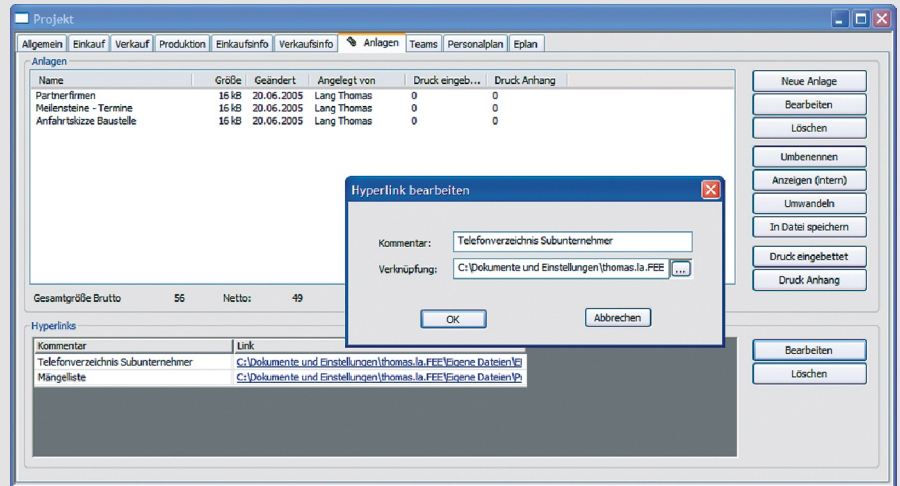 Projekt
Allgemein Einkauf Verkauf Produktion Einkaufsinfo Verkaufsinfo Anlagen Teams Personalplan Eplan
Anlagen
Name Größe Geändert Angelegt von Druck eingeb... Druck Anhang
Partnerfirmen 16 kB 20.06.2005 Lang Thomas 0 0
Meilensteine - Termine 16 kB 20.06.2005 Lang Thomas 0 0
Anfahrtskizze Baustelle 16 kB 20.06.2005 Lang Thomas 0 0
Neue Anlage
Bearbeiten
Löschen
Umbenennen
Anzeigen (intern)
Umwandeln
In Datei speichern
Druck eingebettet
Druck Anhang
Gesamtgröße Brutto 56 Netto: 49
Hyperlink bearbeiten
Kommentar: Telefonverzeichnis Subunternehmer
Verknüpfung: C:\Dokumente und Einstellungen\thomas.la.FEE ...
OK Abbrechen
Hyperlinks
Kommentar Link
Telefonverzeichnis Subunternehmer C:\Dokumente und Einstellungen\thomas.la.FEE\Eigene Dateien\
Mängelliste C:\Dokumente und Einstellungen\thomas.la.FEE\Eigene Dateien\
Bearbeiten
Löschen